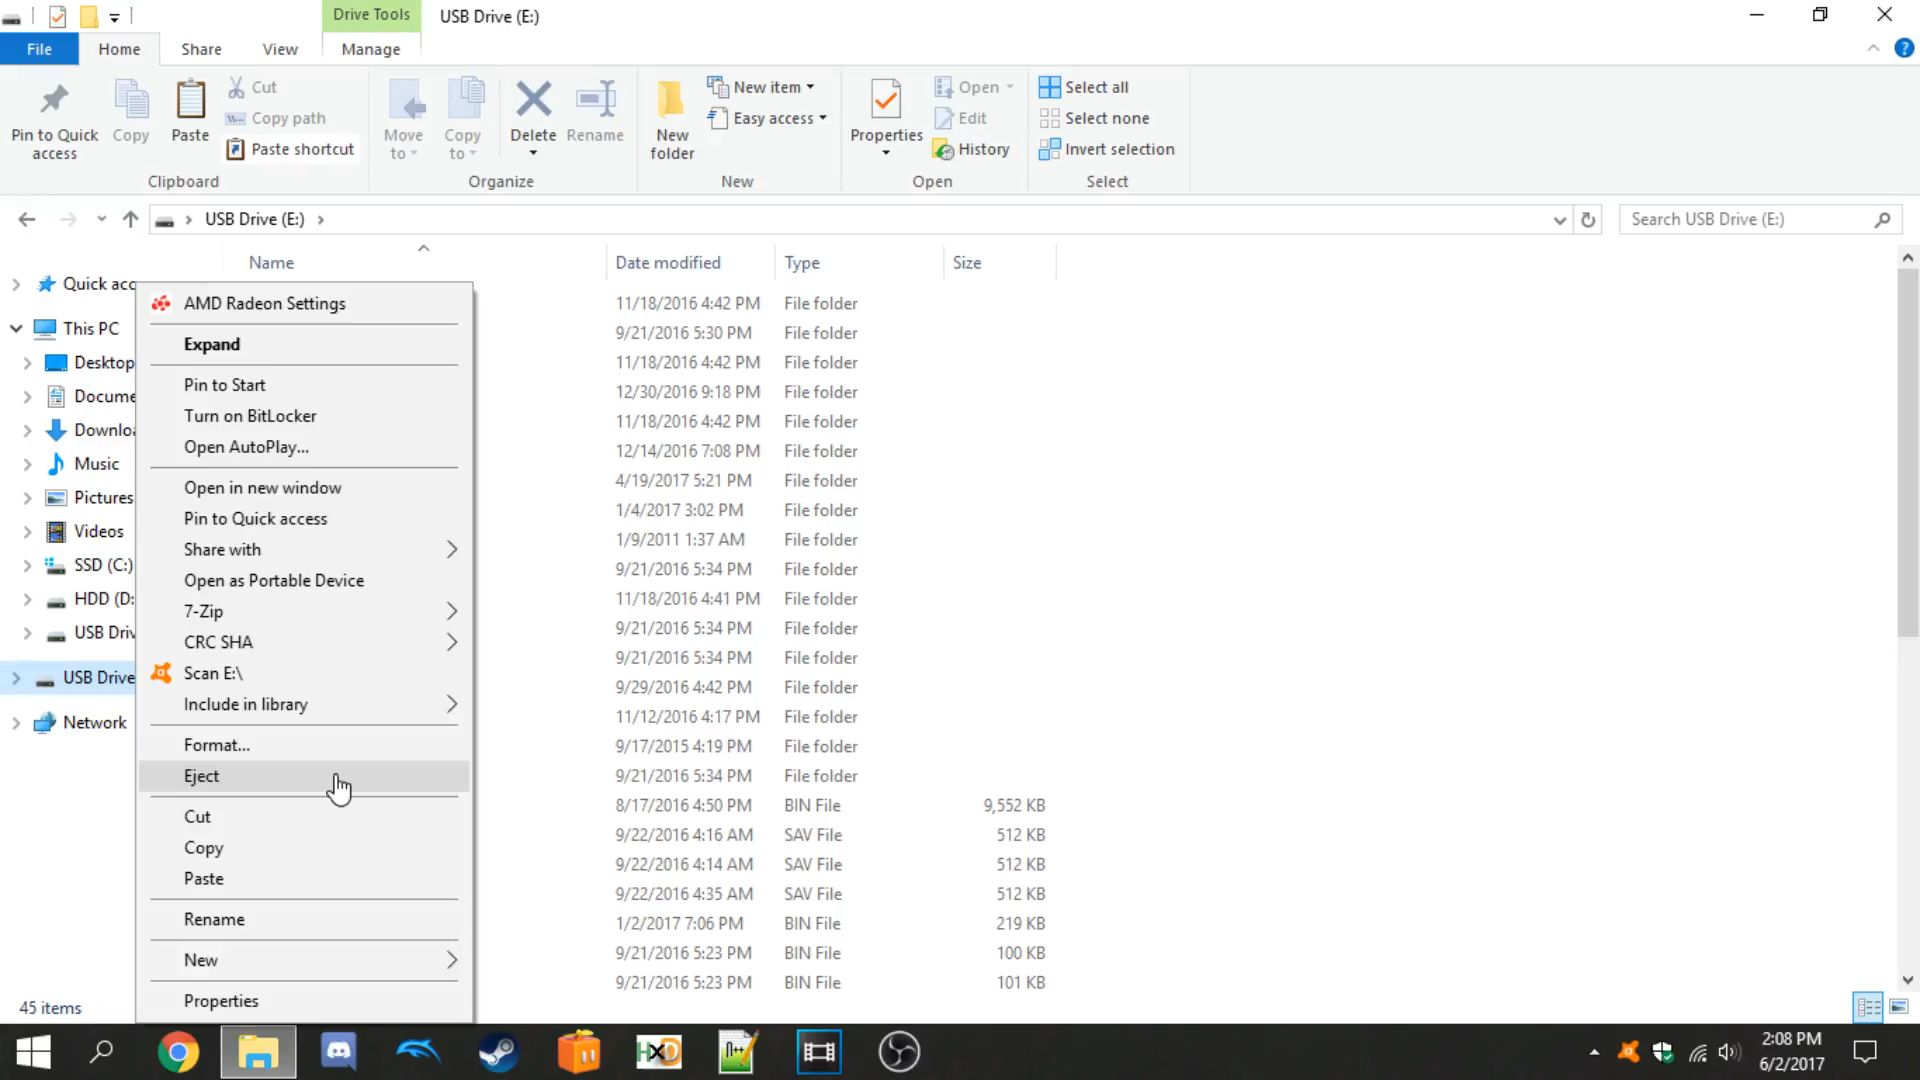 Drive Tools
USB Drive (E:)
File
Home
Share
View
Manage
Pin to Quick
access
Copy
Paste
Cut
Copy path
Paste shortcut
Clipboard
Move
to
Copy
to
Delete
Rename
Organize
New
folder
New item
Easy access
New
Properties
Open
Edit
History
Open
Select all
Select none
Invert selection
Select
USB Drive (E:)
Search USB Drive (E:)
Name
Date modified
Type
Size
Quick acc
This PC
Desktop
Docume
Downloa
Music
Pictures
Videos
SSD (C:)
HDD (D:
USB Driv
USB Drive
Network
AMD Radeon Settings
Expand
Pin to Start
Turn on BitLocker
Open AutoPlay...
Open in new window
Pin to Quick access
Share with
Open as Portable Device
7-Zip
CRC SHA
Scan E:\
Include in library
Format...
Eject
Cut
Copy
Paste
Rename
New
Properties
11/18/2016 4:42 PM File folder
9/21/2016 5:30 PM File folder
11/18/2016 4:42 PM File folder
12/30/2016 9:18 PM File folder
11/18/2016 4:42 PM File folder
12/14/2016 7:08 PM File folder
4/19/2017 5:21 PM File folder
1/4/2017 3:02 PM File folder
1/9/2011 1:37 AM File folder
9/21/2016 5:34 PM File folder
11/18/2016 4:41 PM File folder
9/21/2016 5:34 PM File folder
9/21/2016 5:34 PM File folder
9/29/2016 4:42 PM File folder
11/12/2016 4:17 PM File folder
9/17/2015 4:19 PM File folder
9/21/2016 5:34 PM File folder
8/17/2016 4:50 PM BIN File 9,552 KB
9/22/2016 4:16 AM SAV File 512 KB
9/22/2016 4:14 AM SAV File 512 KB
9/22/2016 4:35 AM SAV File 512 KB
1/2/2017 7:06 PM BIN File 219 KB
9/21/2016 5:23 PM BIN File 100 KB
9/21/2016 5:23 PM BIN File 101 KB
45 items
HxD
2:08 PM
6/2/2017